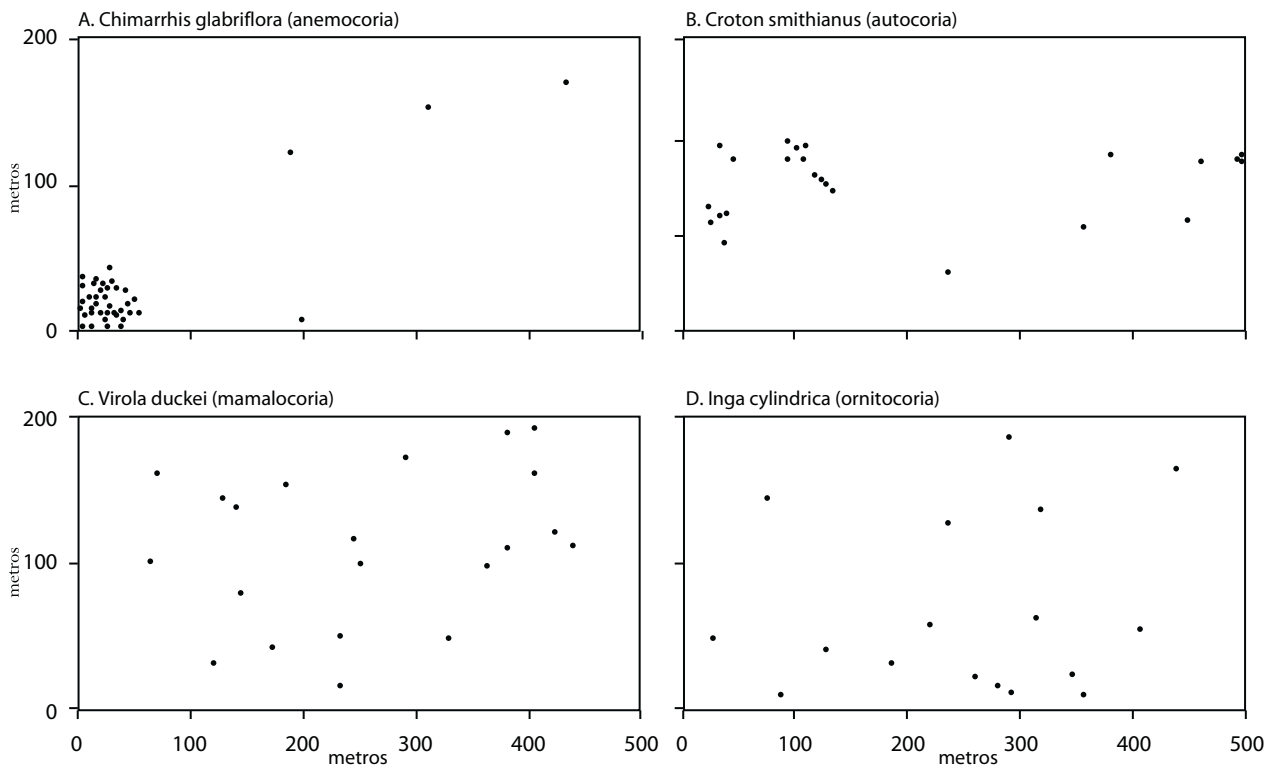 A. Chimarrhis glabriflora (anemocoria)
B. Croton smithianus (autocoria)
200
metros
100
0
C. Virola duckei (mamalocoria)
D. Inga cylindrica (ornitocoria)
200
metros
100
0
0 100 200 300 400 500
0 100 200 300 400 500
metros
metros